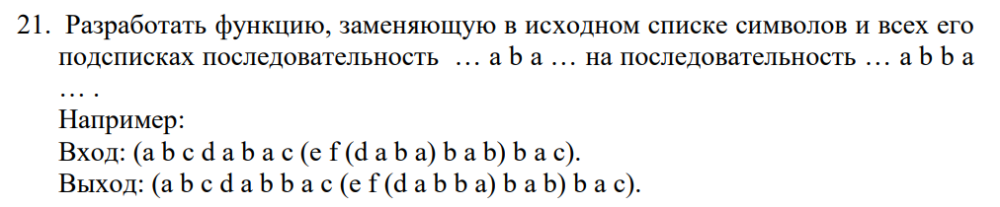 21. Разработать функцию, заменяющую в исходном списке символов и всех его
подсписках последовательность … a b a … на последовательность … a b b a
… .
Например:
Вход: (a b c d a b a c (e f (d a b a) b a b) b a c).
Выход: (a b c d a b b a c (e f (d a b b a) b a b) b a c).